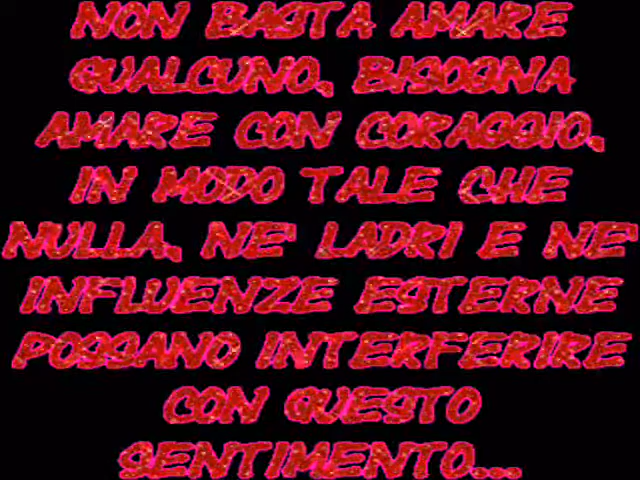 NON BASTA AMARE
QUALCUNO, BISOGNA
AMARE CON CORAGGIO.
IN MODO TALE CHE
NULLA, NE' LADRI E NE'
INFLUENZE ESTERNE
POSSANO INTERFERIRE
CON QUESTO
SENTIMENTO...